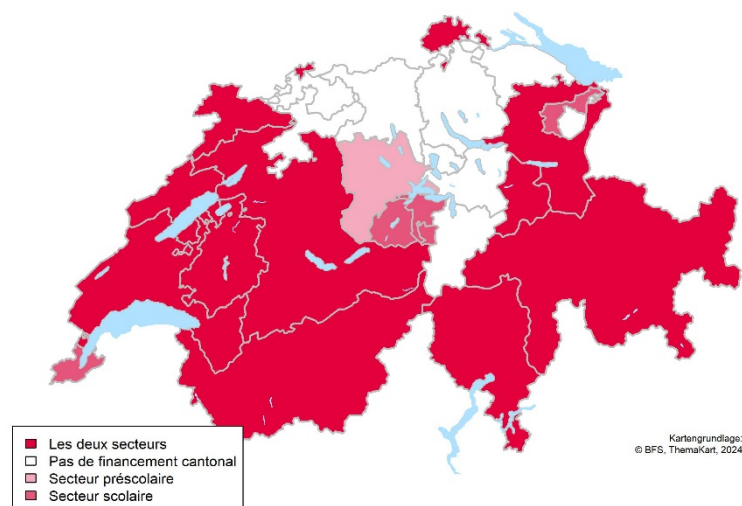 Les deux secteurs
Pas de financement cantonal
Secteur préscolaire
Secteur scolaire
Kartengrundlage:
© BFS, ThemaKart, 2024